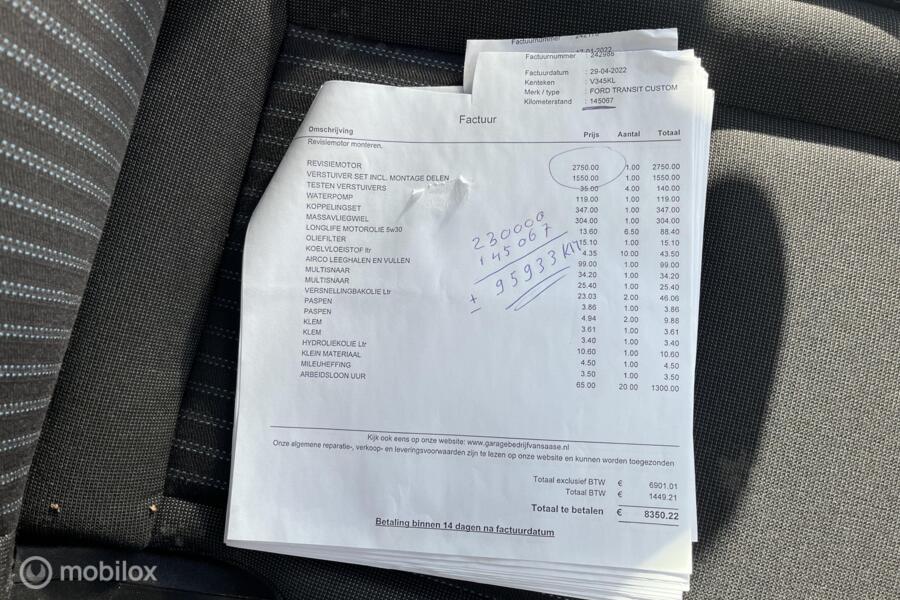 Factuurnummer : 242986
Factuurdatum : 29-04-2022
Kenteken : V345KL
Merk / type : FORD TRANSIT CUSTOM
Kilometerstand : 145067
Factuur
Omschrijving Prijs Aantal Totaal
Revisiemotor monteren,
REVISIEMOTOR 2750.00 1.00 2750.00
VERSTUIVER SET INCL. MONTAGE DELEN 1550.00 1.00 1550.00
TESTEN VERSTUIVERS 35.00 4.00 140.00
WATERPOMP 119.00 1.00 119.00
KOPPELINGSET 347.00 1.00 347.00
MASSAVLIEGWIEL 304.00 1.00 304.00
LONGLIFE MOTOROLIE 5w30 13.60 6.50 88.40
OLIEFILTER 15.10 1.00 15.10
KOELVLOEISTOF ltr 4.35 10.00 43.50
AIRCO LEEGHALEN EN VULLEN 99.00 1.00 99.00
MULTISNAAR 34.20 1.00 34.20
MULTISNAAR 25.40 1.00 25.40
VERSNELLINGBAKOLIE Ltr 23.03 2.00 46.06
PASPEN 3.86 1.00 3.86
PASPEN 4.94 2.00 9.88
KLEM 3.61 1.00 3.61
KLEM 3.40 1.00 3.40
HYDROLIEKOLIE Ltr 10.60 1.00 10.60
KLEIN MATERIAAL 4.50 1.00 4.50
MILEUHEFFING 3.50 1.00 3.50
ARBEIDSLOON UUR 65.00 20.00 1300.00
230000
145067
+ 95933 KM
Kijk ook eens op onze website: www.garagebedrijfvansaase.nl
Onze algemene reparatie-, verkoop- en leveringsvoorwaarden zijn te lezen op onze website en kunnen worden toegezonden
Totaal exclusief BTW € 6901.01
Totaal BTW € 1449.21
Totaal te betalen € 8350.22
Betaling binnen 14 dagen na factuurdatum
mobilox